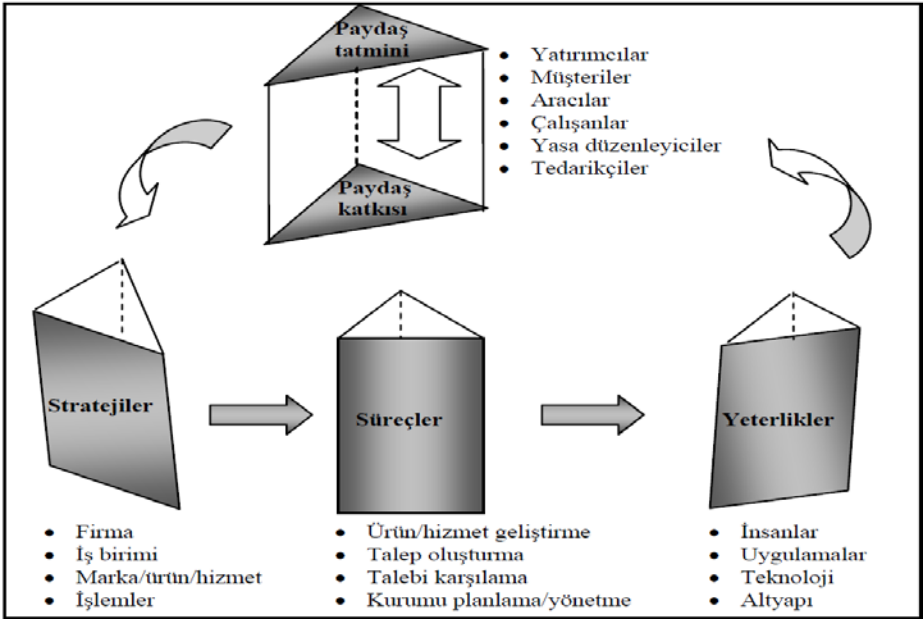 Paydaş
tatmini
• Yatırımcılar
• Müşteriler
• Aracılar
• Çalışanlar
• Yasa düzenleyiciler
• Tedarikçiler
Paydaş
katkısı
Stratejiler
Süreçler
Yeterlikler
• Firma
• İş birimi
• Marka/ürün/hizmet
• İşlemler
• Ürün/hizmet geliştirme
• Talep oluşturma
• Talebi karşılama
• Kurumu planlama/yönetme
• İnsanlar
• Uygulamalar
• Teknoloji
• Altyapı